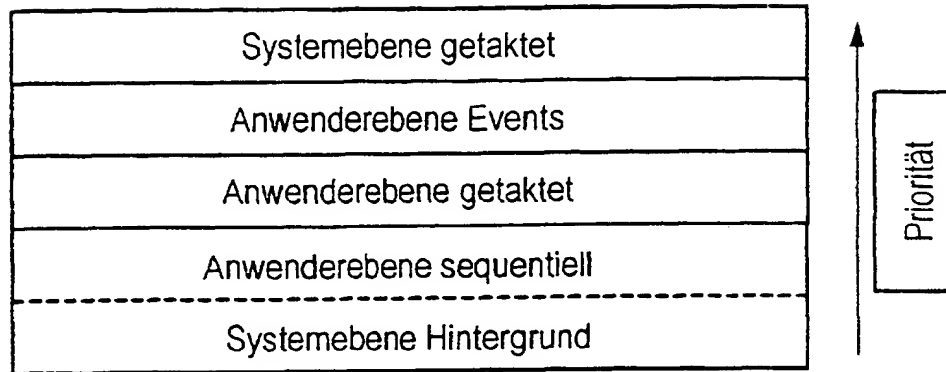 Systemebene getaktet
Anwenderebene Events
Anwenderebene getaktet
Anwenderebene sequentiell
Systemebene Hintergrund
Priorität